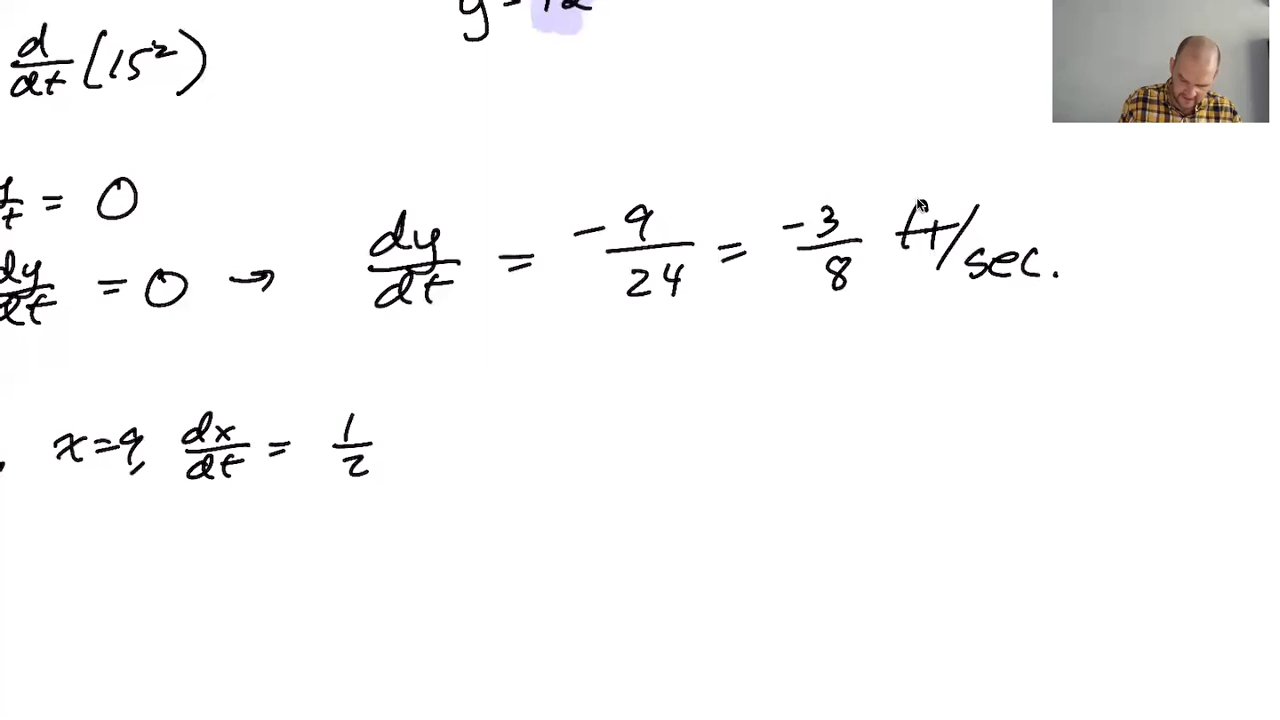 y = 12
d/dt (15²)
= 0
dy/dt = 0 → dy/dt = -9/24 = -3/8 ft/sec.
x=9, dx/dt = 1/2